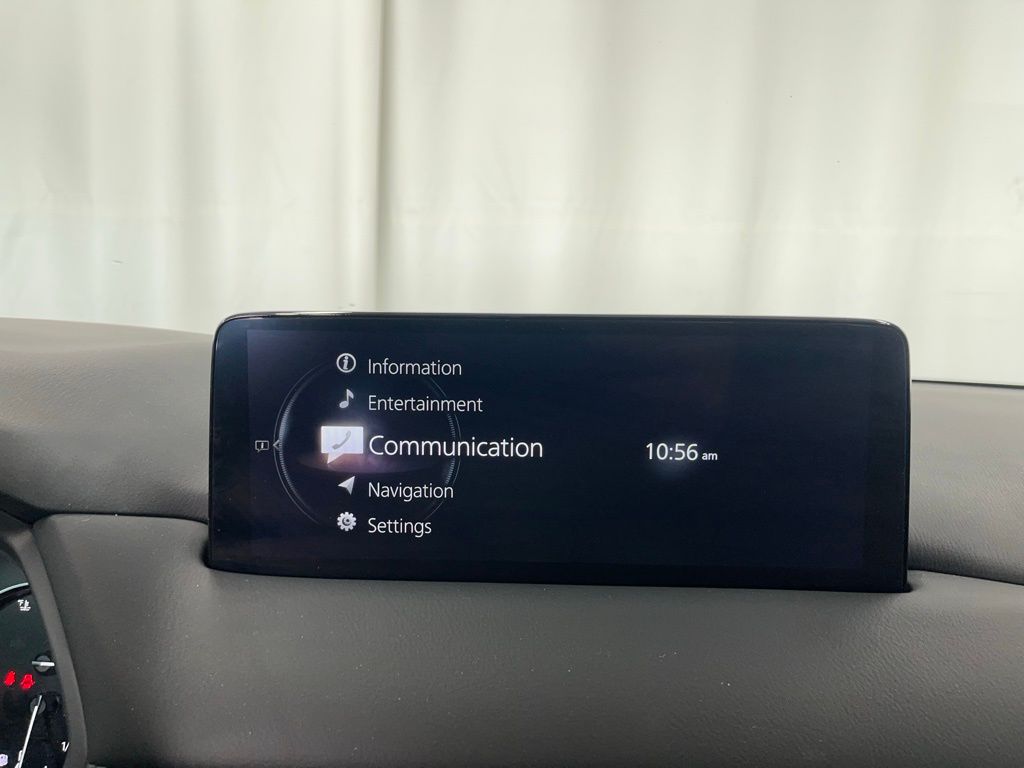 Information
Entertainment
Communication
10:56 am
Navigation
Settings